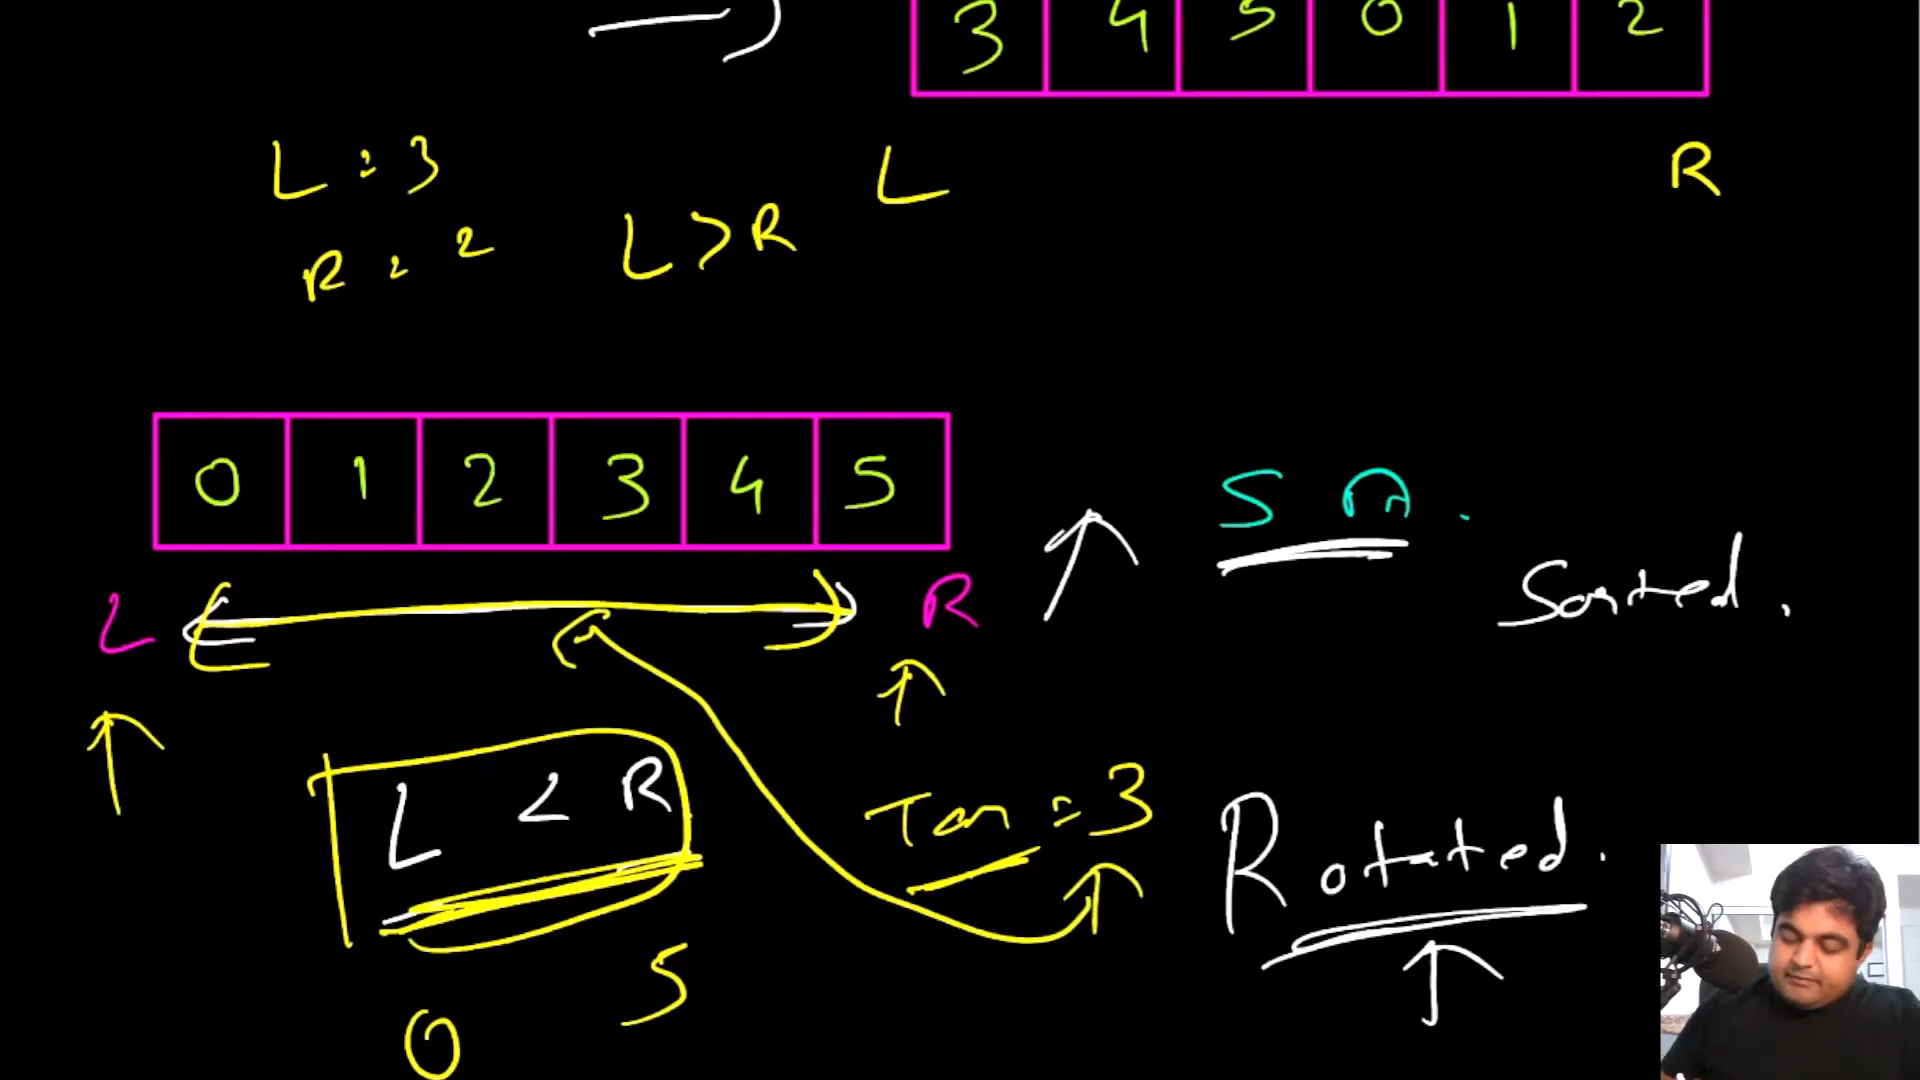 3 4 5 0 1 2
L R
L = 3
R = 2
L > R
0 1 2 3 4 5
L R
Sorted.
L < R
Tar = 3
Rotated.
0 5